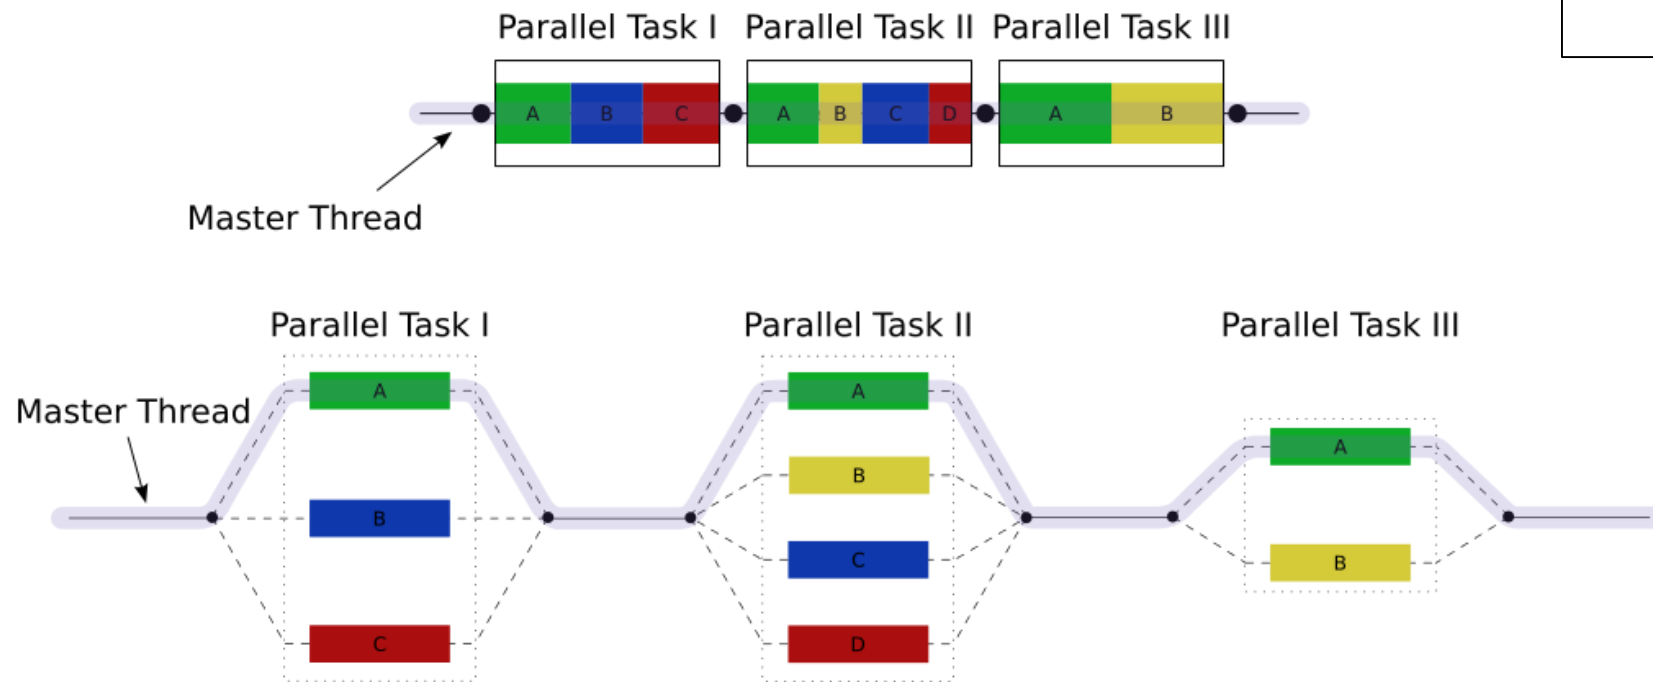 Parallel Task I
Parallel Task II
Parallel Task III
A B C
A B C D
A B
Master Thread
Parallel Task I
Parallel Task II
Parallel Task III
Master Thread
A
B
C
A
B
C
D
A
B